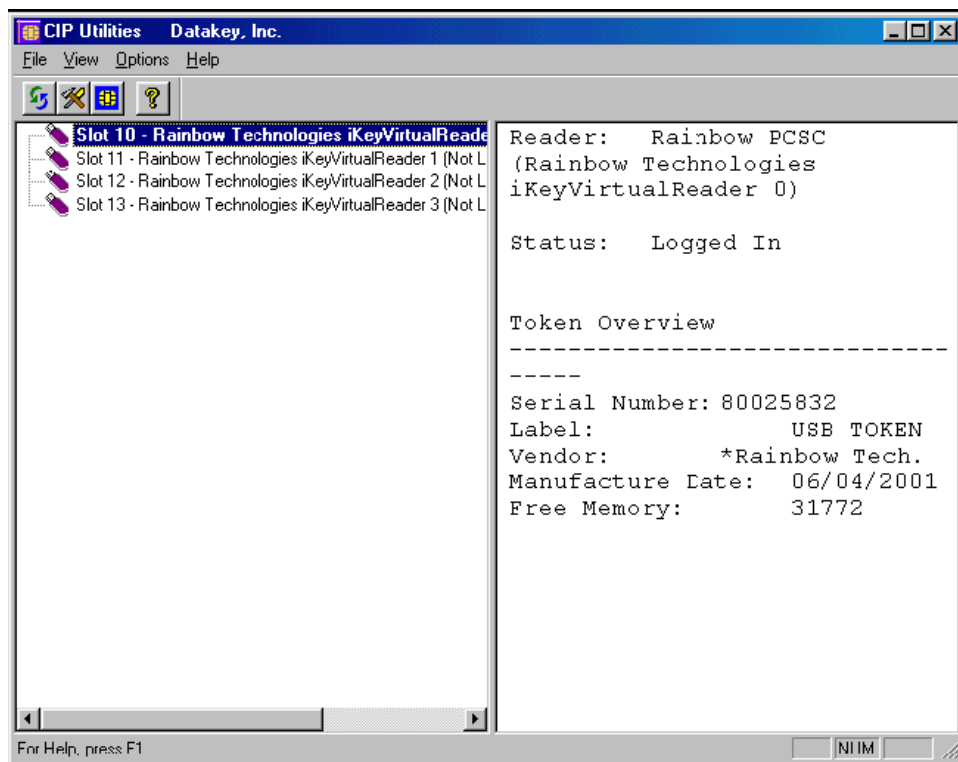 CIP Utilities Datakey, Inc.
File View Options Help
Slot 10 - Rainbow Technologies iKeyVirtualReade
Slot 11 - Rainbow Technologies iKeyVirtualReader 1 (Not L
Slot 12 - Rainbow Technologies iKeyVirtualReader 2 (Not L
Slot 13 - Rainbow Technologies iKeyVirtualReader 3 (Not L
Reader: Rainbow PCSC
(Rainbow Technologies
iKeyVirtualReader 0)
Status: Logged In
Token Overview
------------------------------
-----
Serial Number: 80025832
Label: USB TOKEN
Vendor: *Rainbow Tech.
Manufacture Date: 06/04/2001
Free Memory: 31772
For Help, press F1
NUM